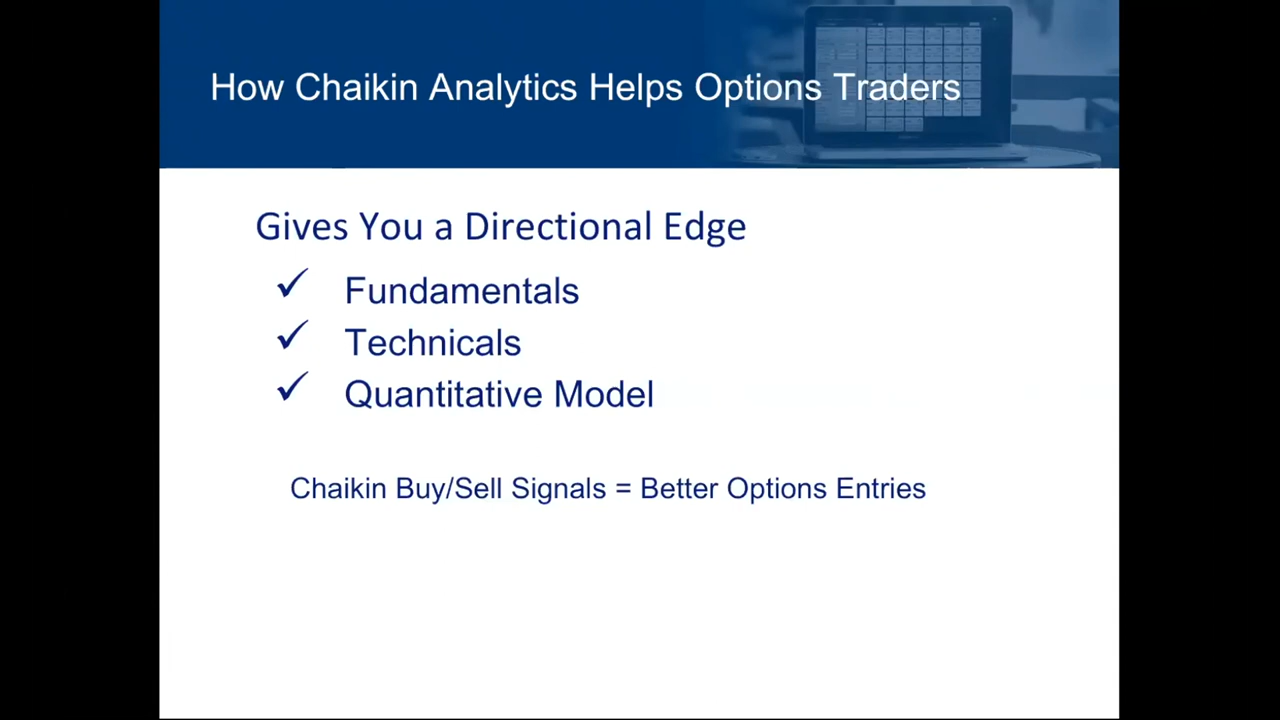 How Chaikin Analytics Helps Options Traders
Gives You a Directional Edge
✓ Fundamentals
✓ Technicals
✓ Quantitative Model
Chaikin Buy/Sell Signals = Better Options Entries